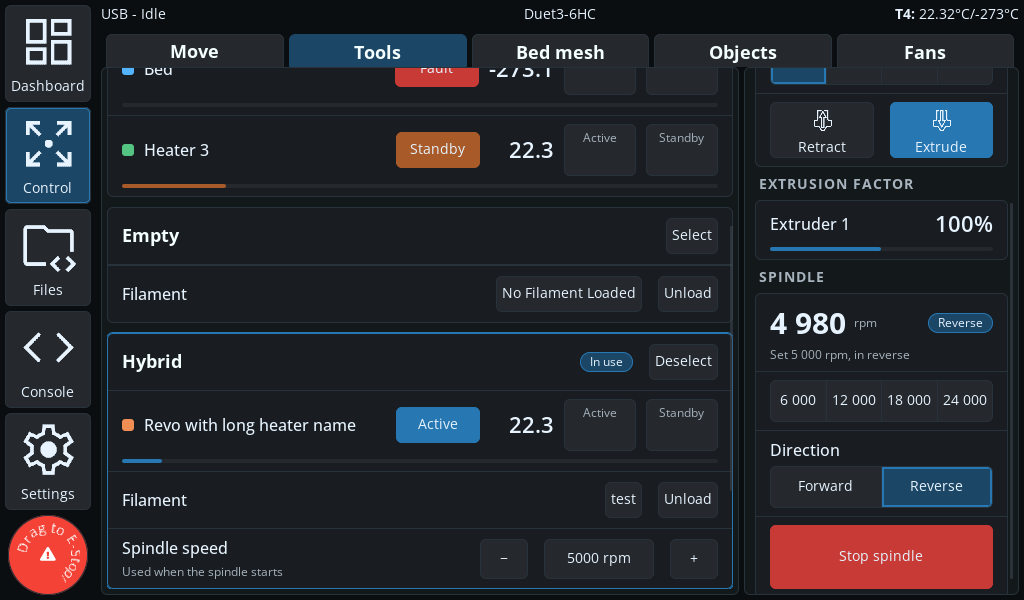 USB - Idle
Duet3-6HC
T4: 22.32°C/-273°C
Dashboard
Control
Files
Console
Settings
Drag to E-Stop!
Move
Tools
Bed mesh
Objects
Fans
Bed
Fault
-273.1
Heater 3
Standby
22.3
Active
Standby
Empty
Select
Filament
No Filament Loaded
Unload
Hybrid
In use
Deselect
Revo with long heater name
Active
22.3
Active
Standby
Filament
test
Unload
Spindle speed
Used when the spindle starts
−
5000 rpm
+
Retract
Extrude
EXTRUSION FACTOR
Extruder 1
100%
SPINDLE
4 980 rpm
Reverse
Set 5 000 rpm, in reverse
6 000
12 000
18 000
24 000
Direction
Forward
Reverse
Stop spindle